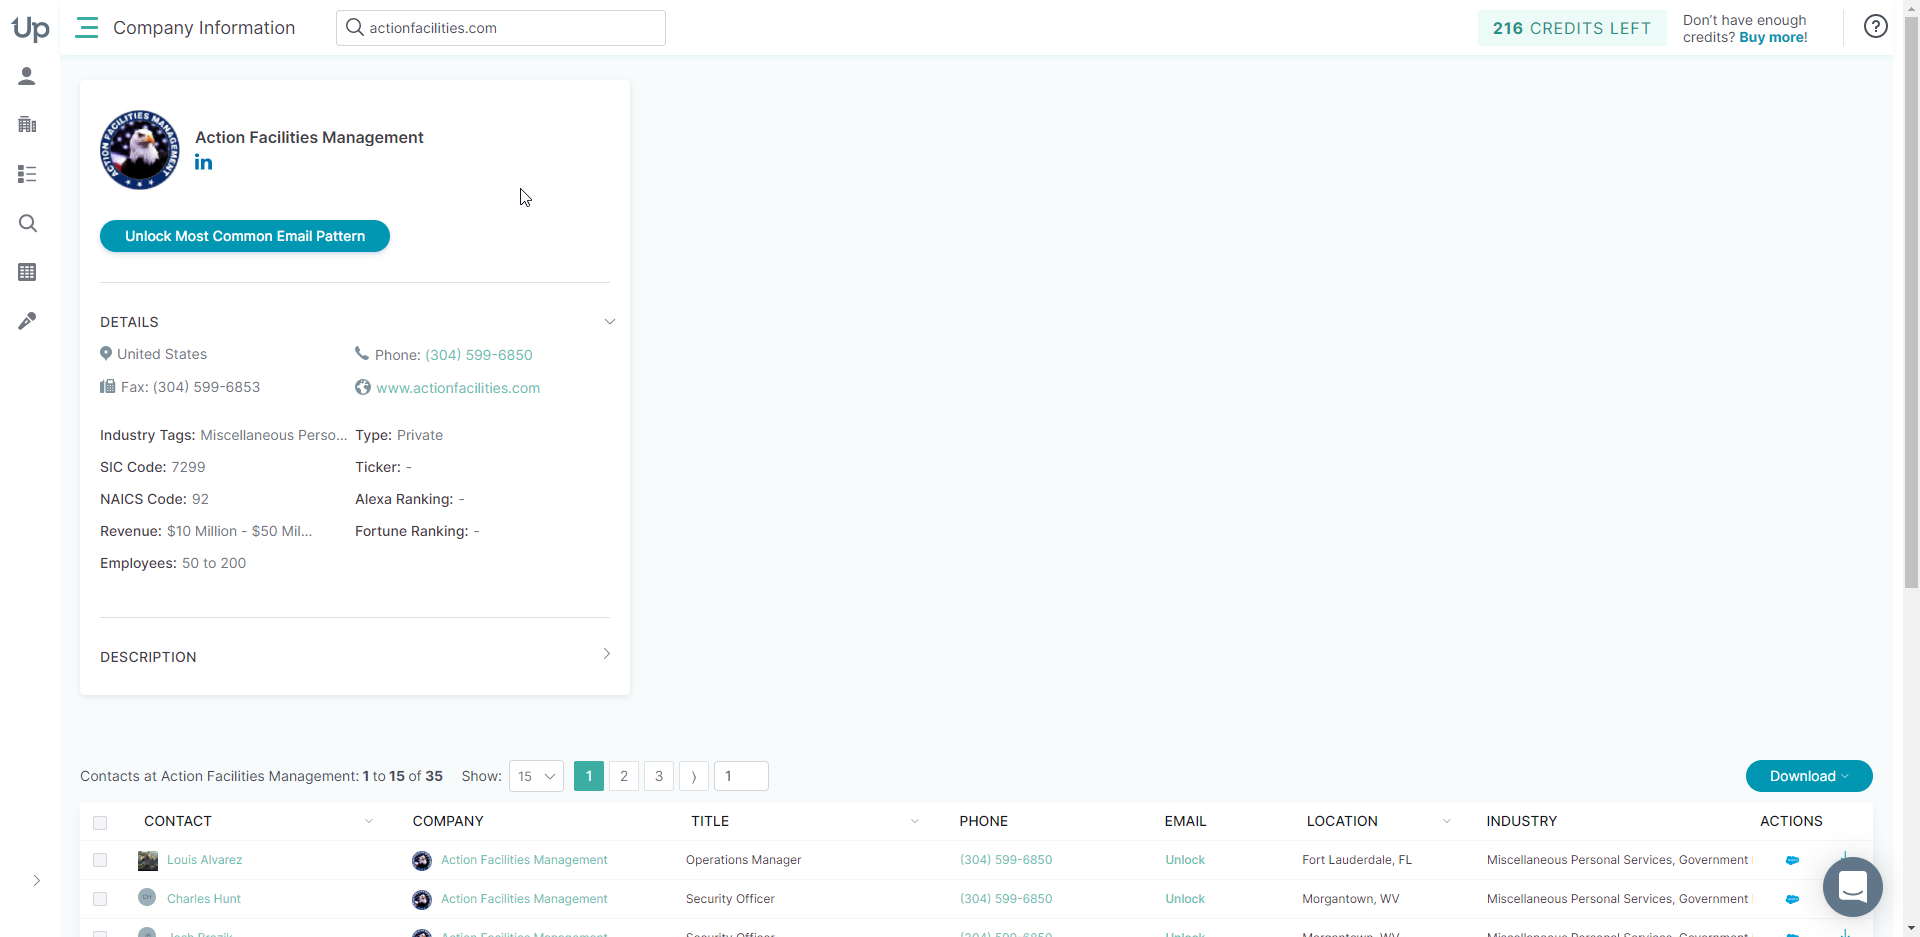 Up
Company Information
actionfacilities.com
216 CREDITS LEFT
Don't have enough
credits? Buy more!
ACTION FACILITIES MANAGEMENT
Action Facilities Management
in
Unlock Most Common Email Pattern
DETAILS
United States
Phone: (304) 599-6850
Fax: (304) 599-6853
www.actionfacilities.com
Industry Tags: Miscellaneous Perso...
Type: Private
SIC Code: 7299
Ticker: -
NAICS Code: 92
Alexa Ranking: -
Revenue: $10 Million - $50 Mil...
Fortune Ranking: -
Employees: 50 to 200
DESCRIPTION
Contacts at Action Facilities Management: 1 to 15 of 35 Show: 15 1 2 3 ⟩ 1
Download
CONTACT COMPANY TITLE PHONE EMAIL LOCATION INDUSTRY ACTIONS
Louis Alvarez Action Facilities Management Operations Manager (304) 599-6850 Unlock Fort Lauderdale, FL Miscellaneous Personal Services, Government
CH Charles Hunt Action Facilities Management Security Officer (304) 599-6850 Unlock Morgantown, WV Miscellaneous Personal Services, Government
Action Facilities Management Security Officer (304) 599-6850 Unlock Morgantown, WV Miscellaneous Personal Services, Government